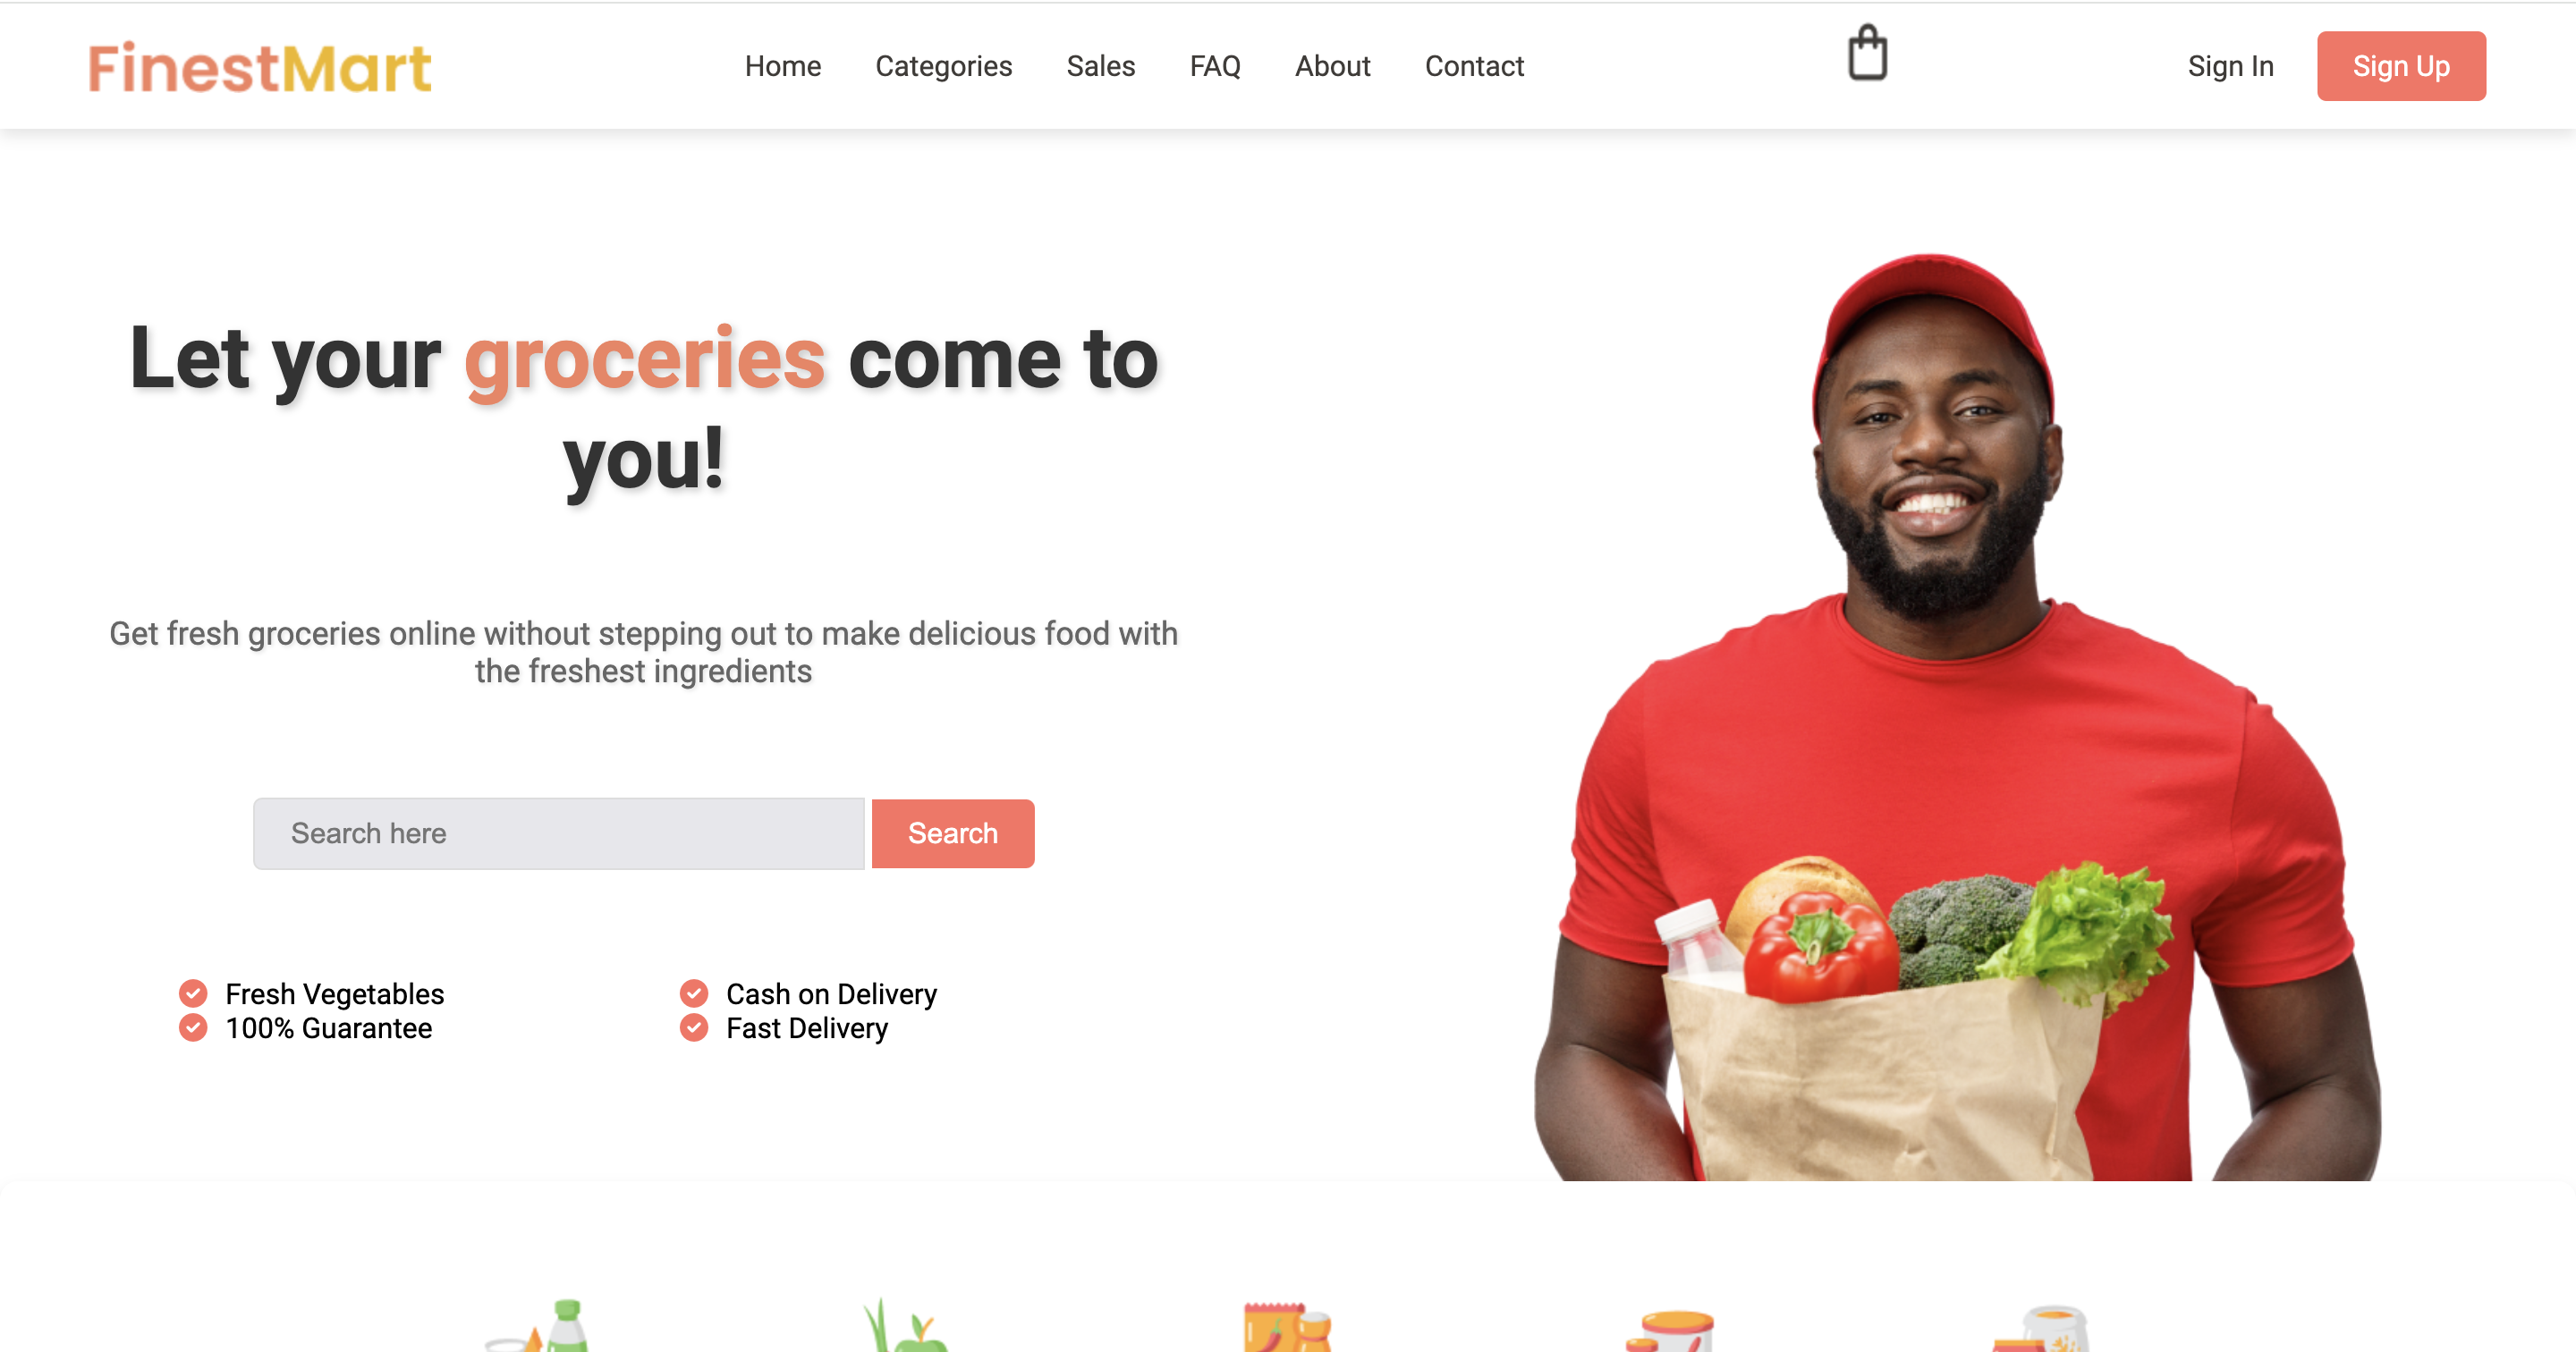 FinestMart
Home Categories Sales FAQ About Contact
Sign In Sign Up
Let your groceries come to
you!
Get fresh groceries online without stepping out to make delicious food with
the freshest ingredients
Search here Search
Fresh Vegetables Cash on Delivery
100% Guarantee Fast Delivery